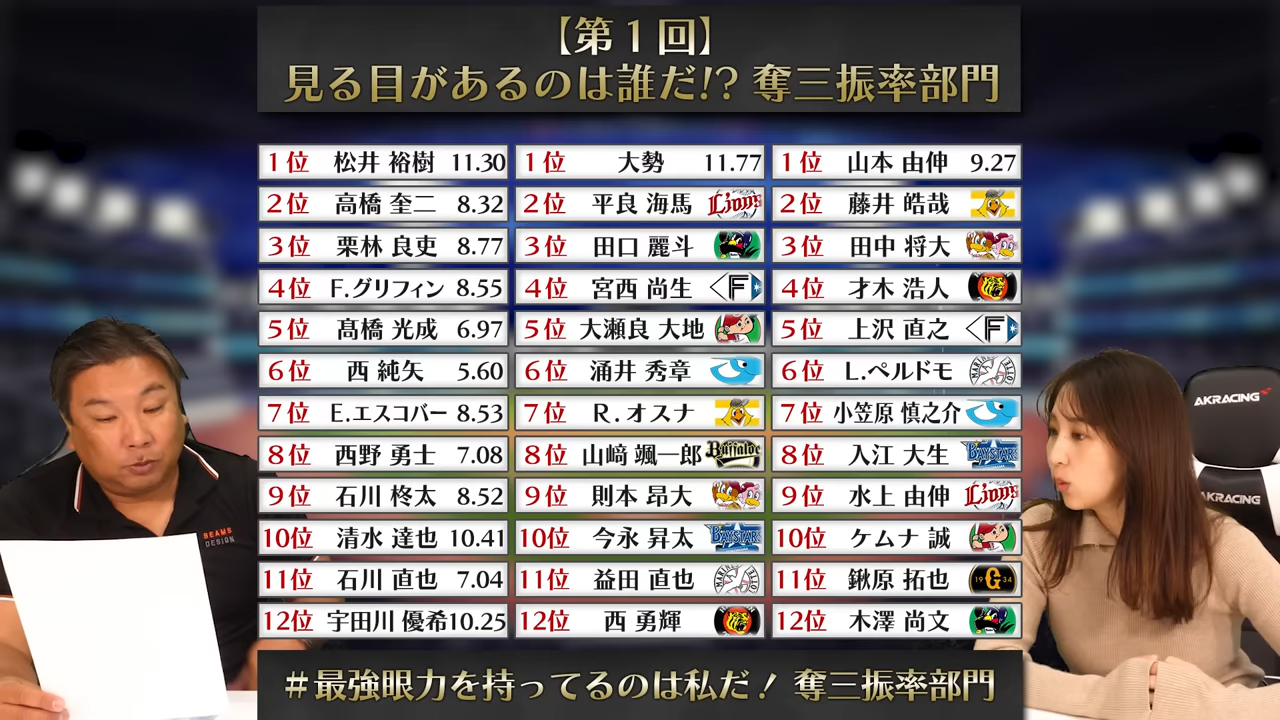 【第1回】
見る目があるのは誰だ!? 奪三振率部門
1位 松井 裕樹 11.30 1位 大勢 11.77 1位 山本 由伸 9.27
2位 高橋 奎二 8.32 2位 平良 海馬 Lions 2位 藤井 皓哉
3位 栗林 良吏 8.77 3位 田口 麗斗 3位 田中 将大
4位 F.グリフィン 8.55 4位 宮西 尚生 F 4位 才木 浩人
5位 髙橋 光成 6.97 5位 大瀬良 大地 5位 上沢 直之 F
6位 西 純矢 5.60 6位 涌井 秀章 6位 L.ペルドモ
7位 E.エスコバー 8.53 7位 R.オスナ 7位 小笠原 慎之介
8位 西野 勇士 7.08 8位 山﨑 颯一郎 Buffaloes 8位 入江 大生 BAYSTARS
9位 石川 柊太 8.52 9位 則本 昂大 9位 水上 由伸 Lions
10位 清水 達也 10.41 10位 今永 昇太 BAYSTARS 10位 ケムナ 誠
11位 石川 直也 7.04 11位 益田 直也 11位 鍬原 拓也 19 G 34
12位 宇田川 優希 10.25 12位 西 勇輝 12位 木澤 尚文
#最強眼力を持ってるのは私だ! 奪三振率部門
BEAMS
DESIGN
AKRACING
AKRACING